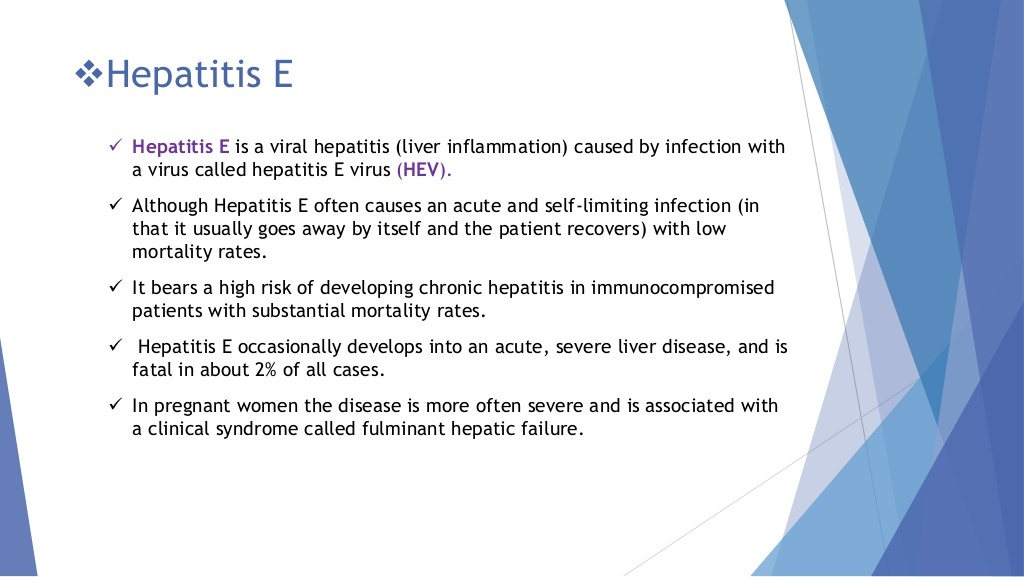 ❖Hepatitis E
✓ Hepatitis E is a viral hepatitis (liver inflammation) caused by infection with
a virus called hepatitis E virus (HEV).
✓ Although Hepatitis E often causes an acute and self-limiting infection (in
that it usually goes away by itself and the patient recovers) with low
mortality rates.
✓ It bears a high risk of developing chronic hepatitis in immunocompromised
patients with substantial mortality rates.
✓ Hepatitis E occasionally develops into an acute, severe liver disease, and is
fatal in about 2% of all cases.
✓ In pregnant women the disease is more often severe and is associated with
a clinical syndrome called fulminant hepatic failure.